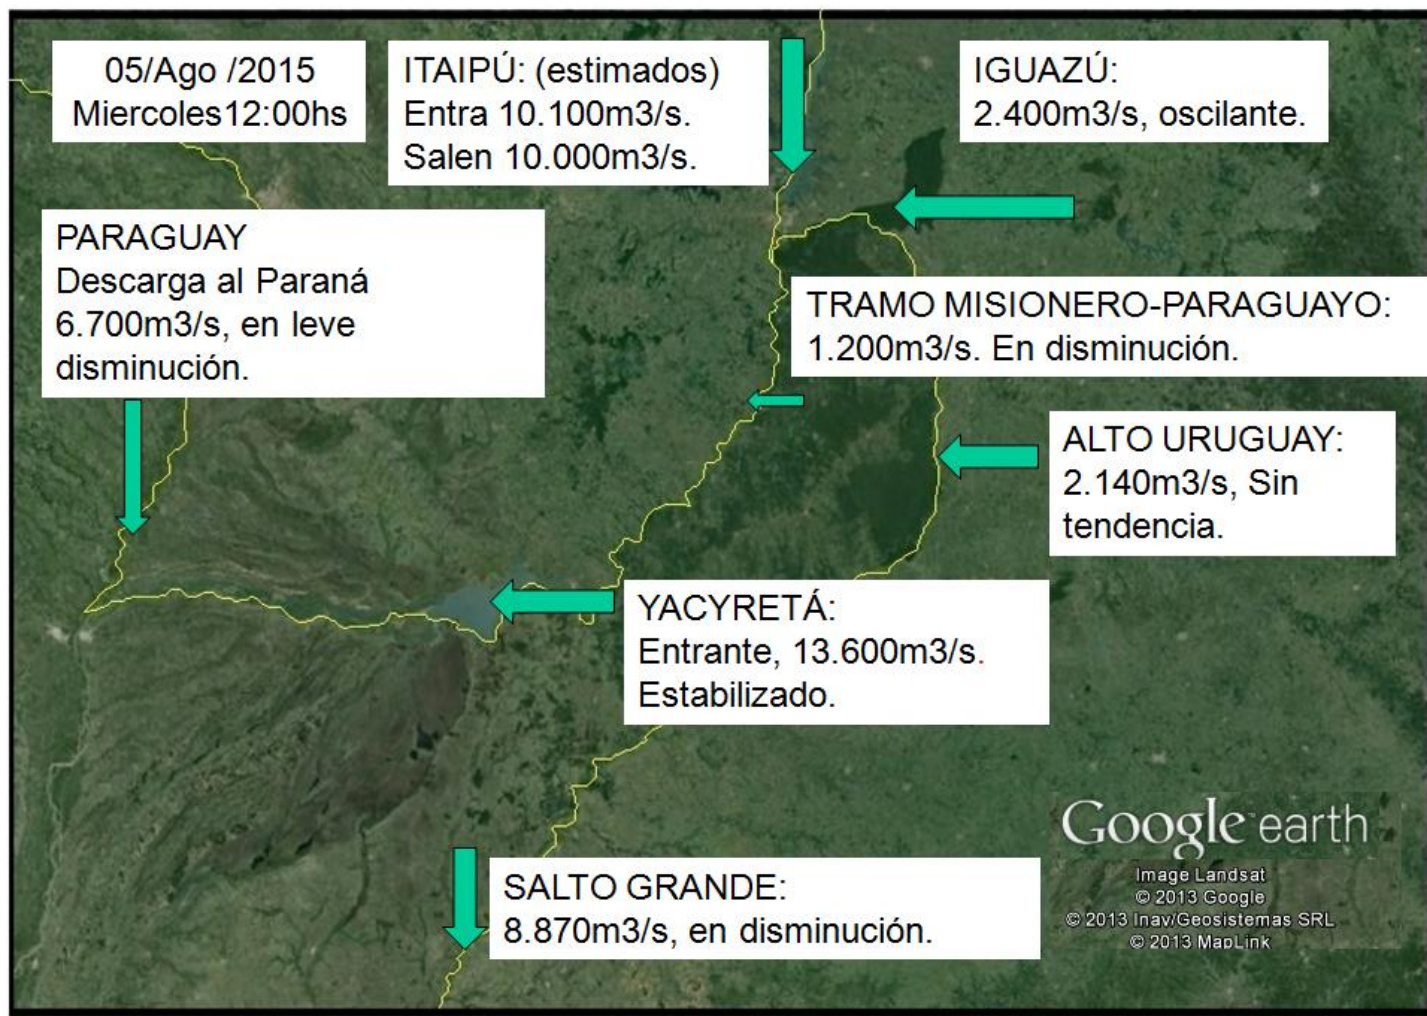 05/Ago /2015
Miercoles12:00hs
ITAIPÚ: (estimados)
Entra 10.100m3/s.
Salen 10.000m3/s.
IGUAZÚ:
2.400m3/s, oscilante.
PARAGUAY
Descarga al Paraná
6.700m3/s, en leve
disminución.
TRAMO MISIONERO-PARAGUAYO:
1.200m3/s. En disminución.
ALTO URUGUAY:
2.140m3/s, Sin
tendencia.
YACYRETÁ:
Entrante, 13.600m3/s.
Estabilizado.
SALTO GRANDE:
8.870m3/s, en disminución.
Google earth
Image Landsat
© 2013 Google
© 2013 Inav/Geosistemas SRL
© 2013 MapLink